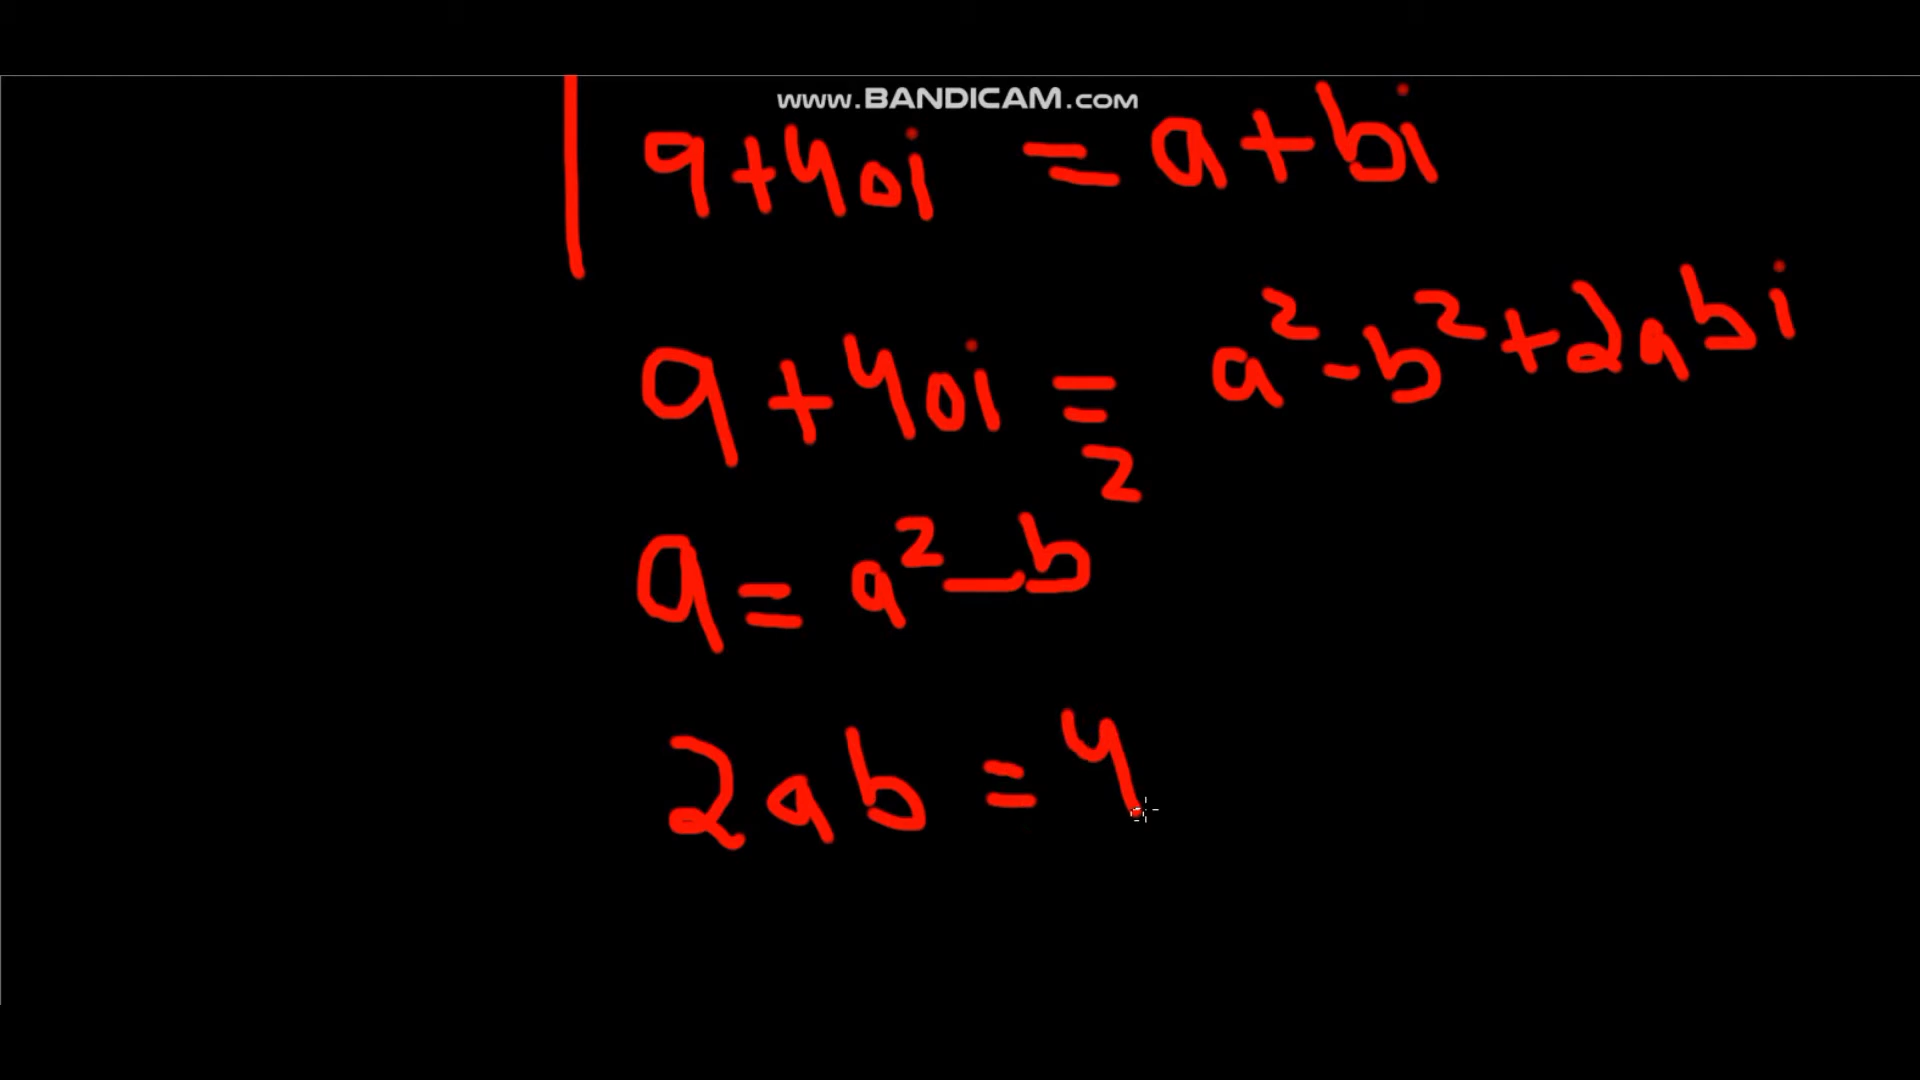 www.BANDICAM.com
9+40i = a+bi
9+40i = a²-b²+2abi
9 = a²-b²
2ab = 4